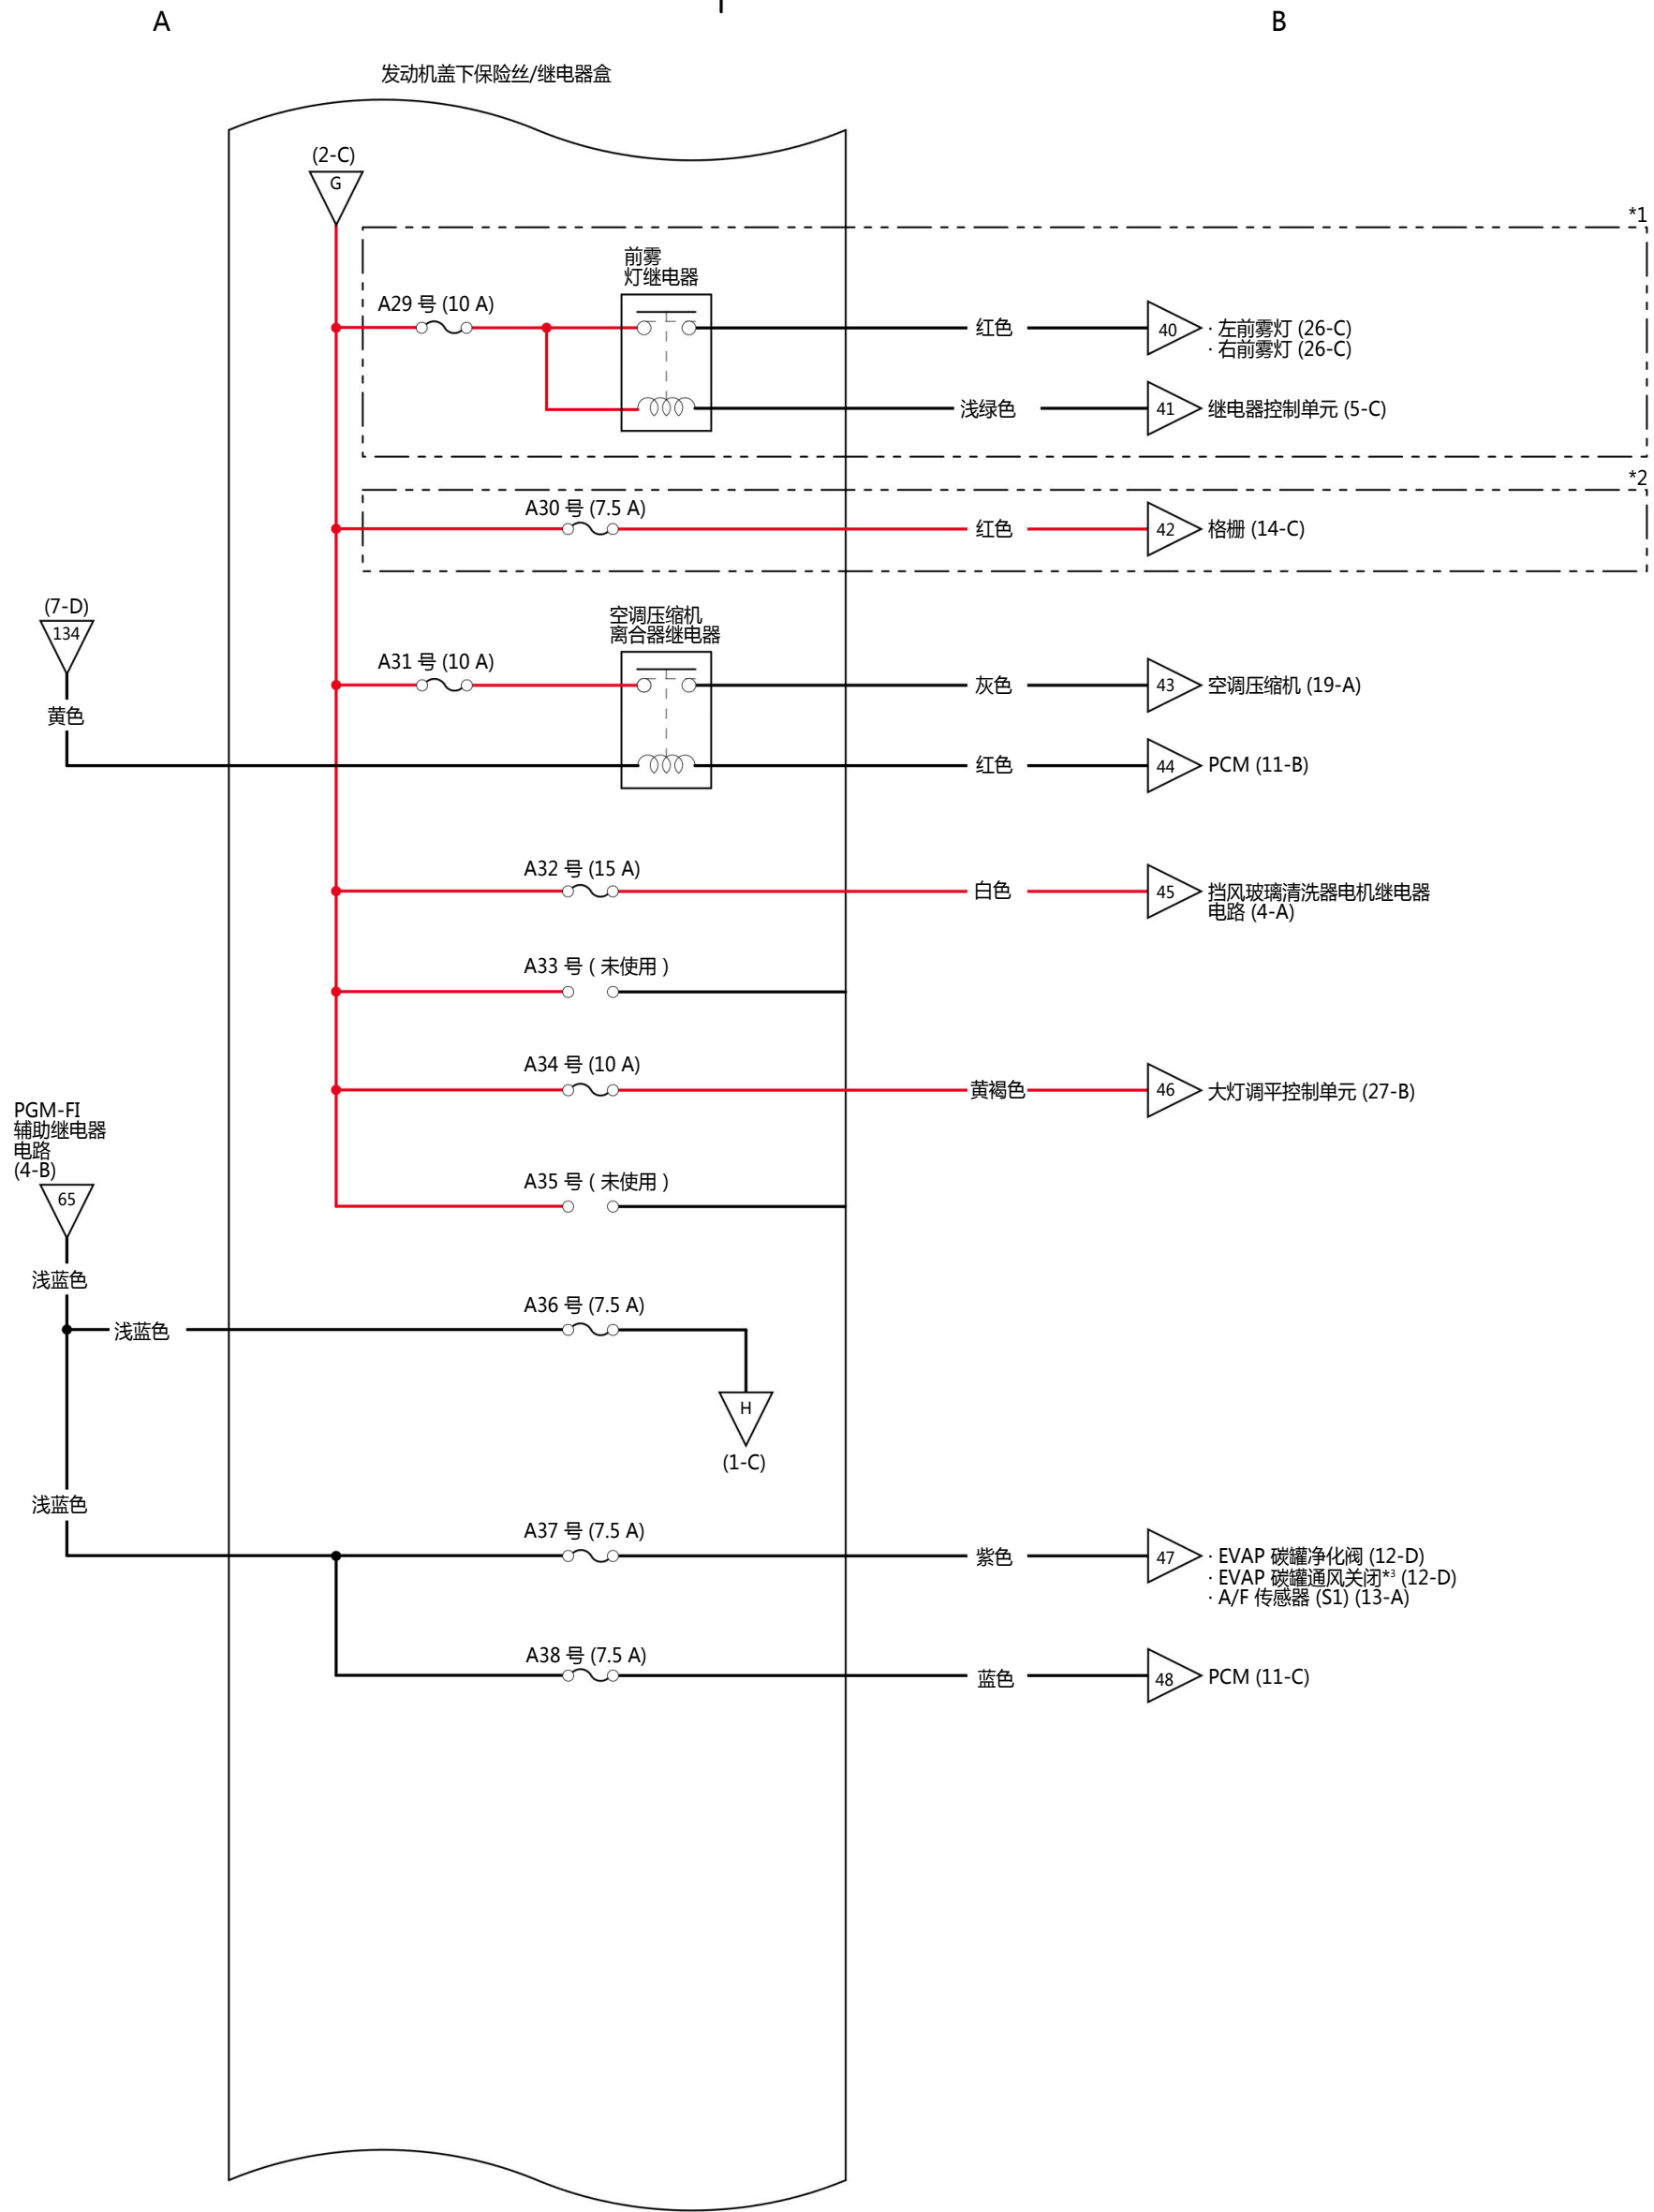 A
B
发动机盖下保险丝/继电器盒
(2-C)
G
*1
前雾
灯继电器
A29 号 (10 A)
红色
40
· 左前雾灯 (26-C)
· 右前雾灯 (26-C)
浅绿色
41
继电器控制单元 (5-C)
*2
A30 号 (7.5 A)
红色
42
格栅 (14-C)
(7-D)
134
黄色
空调压缩机
离合器继电器
A31 号 (10 A)
灰色
43
空调压缩机 (19-A)
红色
44
PCM (11-B)
A32 号 (15 A)
白色
45
挡风玻璃清洗器电机继电器
电路 (4-A)
A33 号 ( 未使用 )
A34 号 (10 A)
黄褐色
46
大灯调平控制单元 (27-B)
PGM-FI
辅助继电器
电路
(4-B)
65
A35 号 ( 未使用 )
浅蓝色
浅蓝色
A36 号 (7.5 A)
H
(1-C)
浅蓝色
A37 号 (7.5 A)
紫色
47
· EVAP 碳罐净化阀 (12-D)
· EVAP 碳罐通风关闭*3 (12-D)
· A/F 传感器 (S1) (13-A)
A38 号 (7.5 A)
蓝色
48
PCM (11-C)